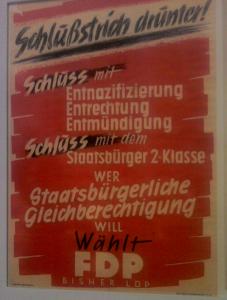 Schlußstrich drunter!
Schluss mit
Entnazifizierung
Entrechtung
Entmündigung
Schluss mit dem
Staatsbürger 2·Klasse
WER
Staatsbürgerliche
Gleichberechtigung
WILL
Wählt
FDP
BISHER LDP